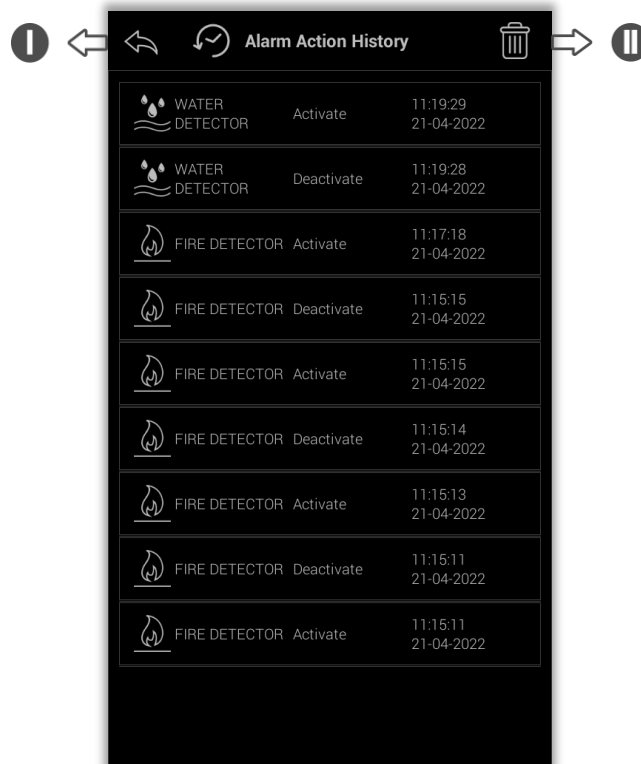 I
Alarm Action History
II
WATER
DETECTOR
Activate
11:19:29
21-04-2022
WATER
DETECTOR
Deactivate
11:19:28
21-04-2022
FIRE DETECTOR Activate
11:17:18
21-04-2022
FIRE DETECTOR Deactivate
11:15:15
21-04-2022
FIRE DETECTOR Activate
11:15:15
21-04-2022
FIRE DETECTOR Deactivate
11:15:14
21-04-2022
FIRE DETECTOR Activate
11:15:13
21-04-2022
FIRE DETECTOR Deactivate
11:15:11
21-04-2022
FIRE DETECTOR Activate
11:15:11
21-04-2022